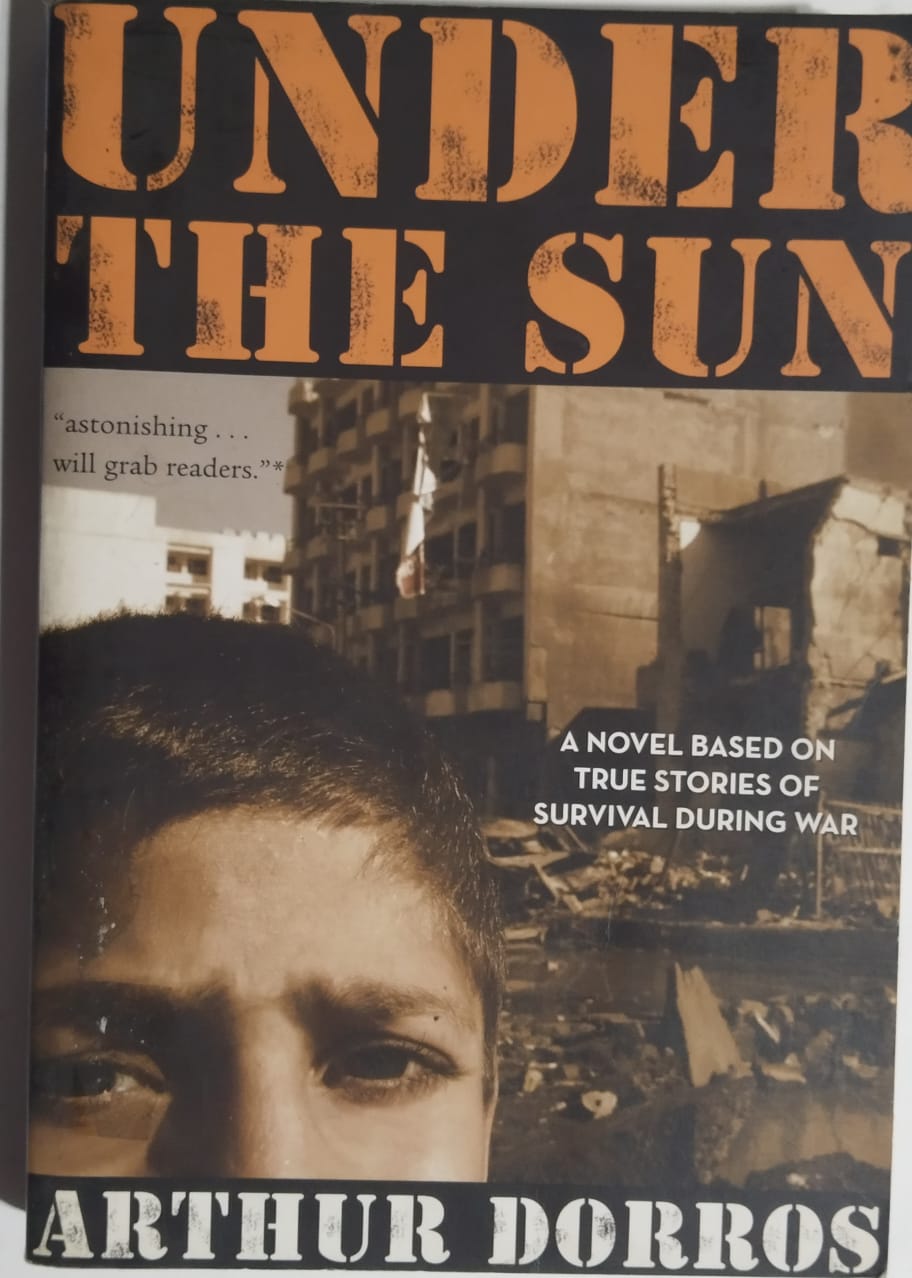 UNDER
THE SUN
“astonishing . . .
will grab readers.”*
A NOVEL BASED ON
TRUE STORIES OF
SURVIVAL DURING WAR
ARTHUR DORROS